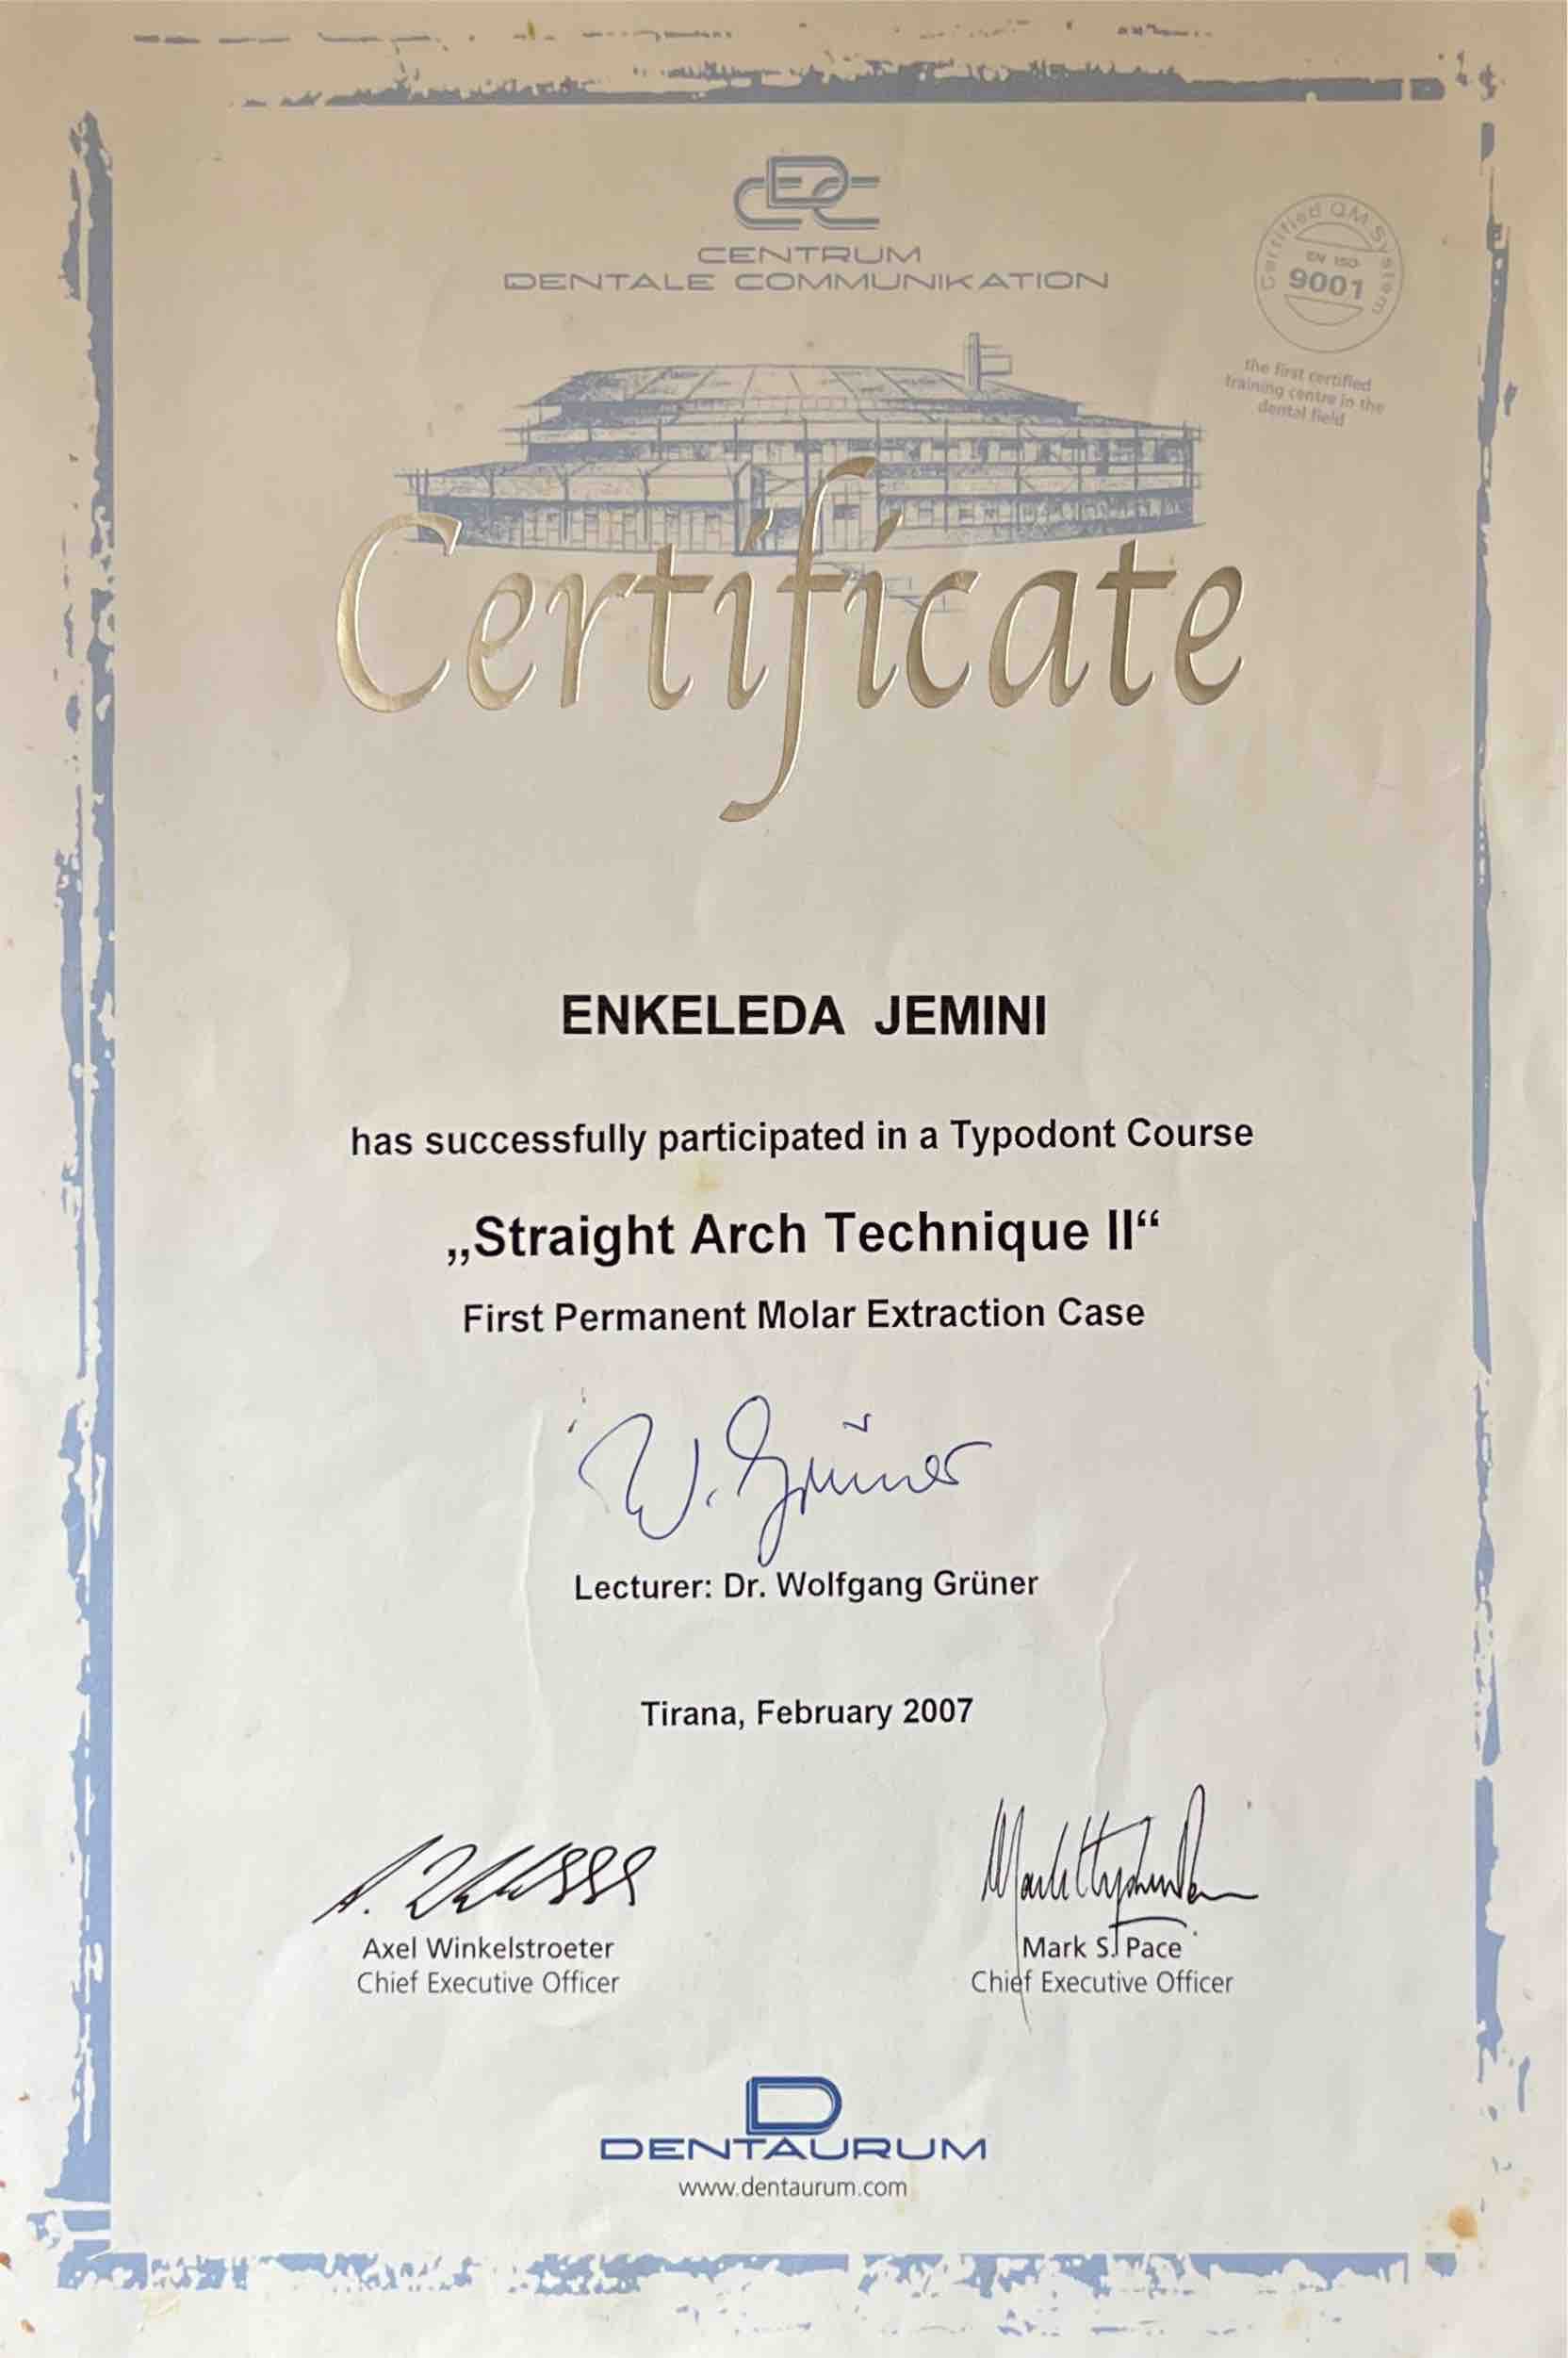 CENTRUM
DENTALE COMMUNIKATION
Certified QM System
EN ISO
9001
the first certified
training centre in the
dental field
Certificate
ENKELEDA JEMINI
has successfully participated in a Typodont Course
„Straight Arch Technique II“
First Permanent Molar Extraction Case
W. Grüner
Lecturer: Dr. Wolfgang Grüner
Tirana, February 2007
Axel Winkelstroeter
Chief Executive Officer
Mark S. Pace
Chief Executive Officer
D
DENTAURUM
www.dentaurum.com